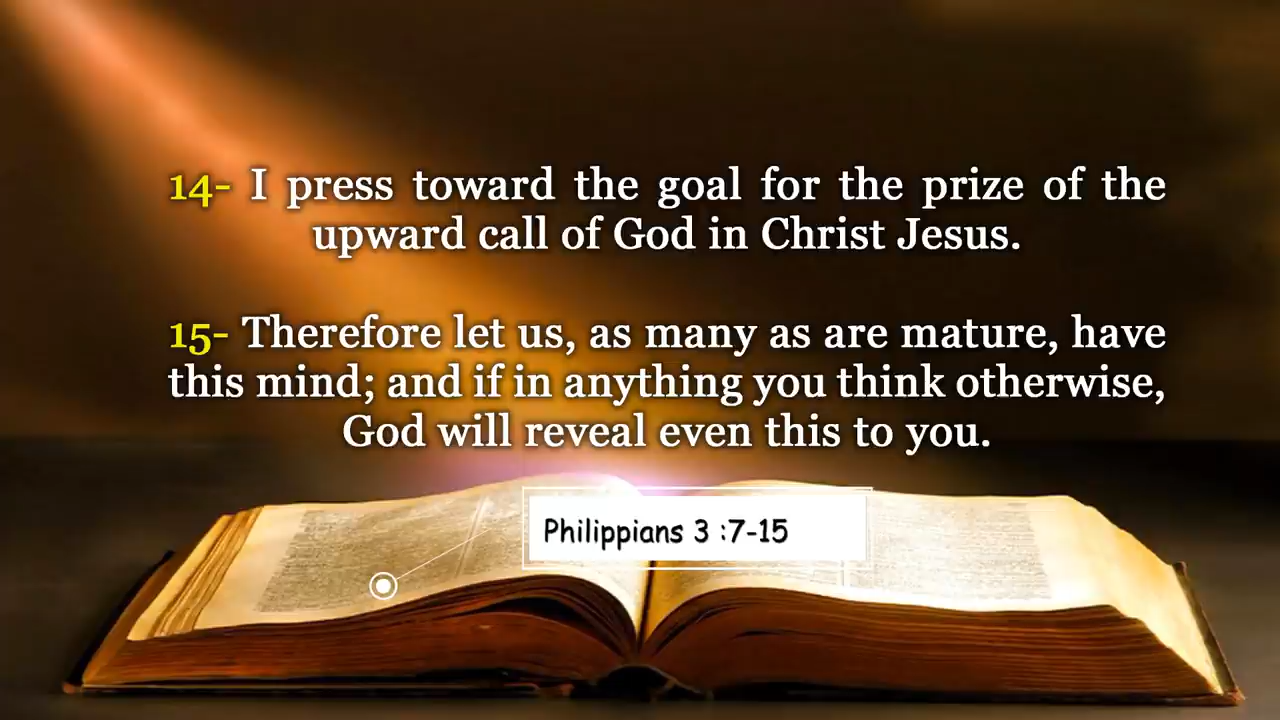 14- I press toward the goal for the prize of the
upward call of God in Christ Jesus.
15- Therefore let us, as many as are mature, have
this mind; and if in anything you think otherwise,
God will reveal even this to you.
Philippians 3 :7-15